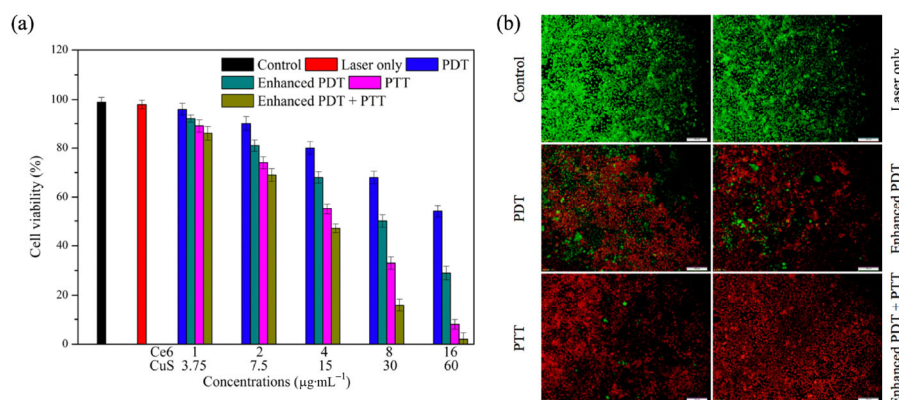 (a)
120
100
80
60
40
20
0
Cell viability (%)
Control Laser only PDT
Enhanced PDT PTT
Enhanced PDT + PTT
Ce6 1 2 4 8 16
CuS 3.75 7.5 15 30 60
Concentrations (μg·mL⁻¹)
(b)
Control
Laser only
PDT
Enhanced PDT
PTT
Enhanced PDT + PTT